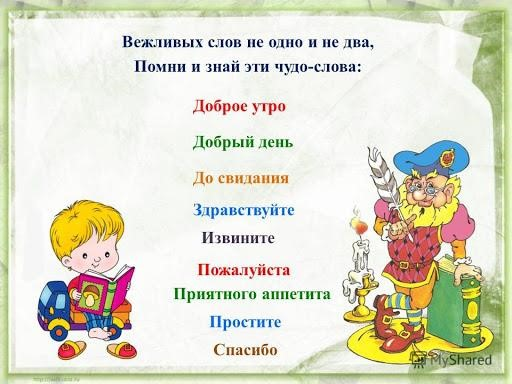 Вежливых слов не одно и не два,
Помни и знай эти чудо-слова:
Доброе утро
Добрый день
До свидания
Здравствуйте
Извините
Пожалуйста
Приятного аппетита
Простите
Спасибо
MyShared